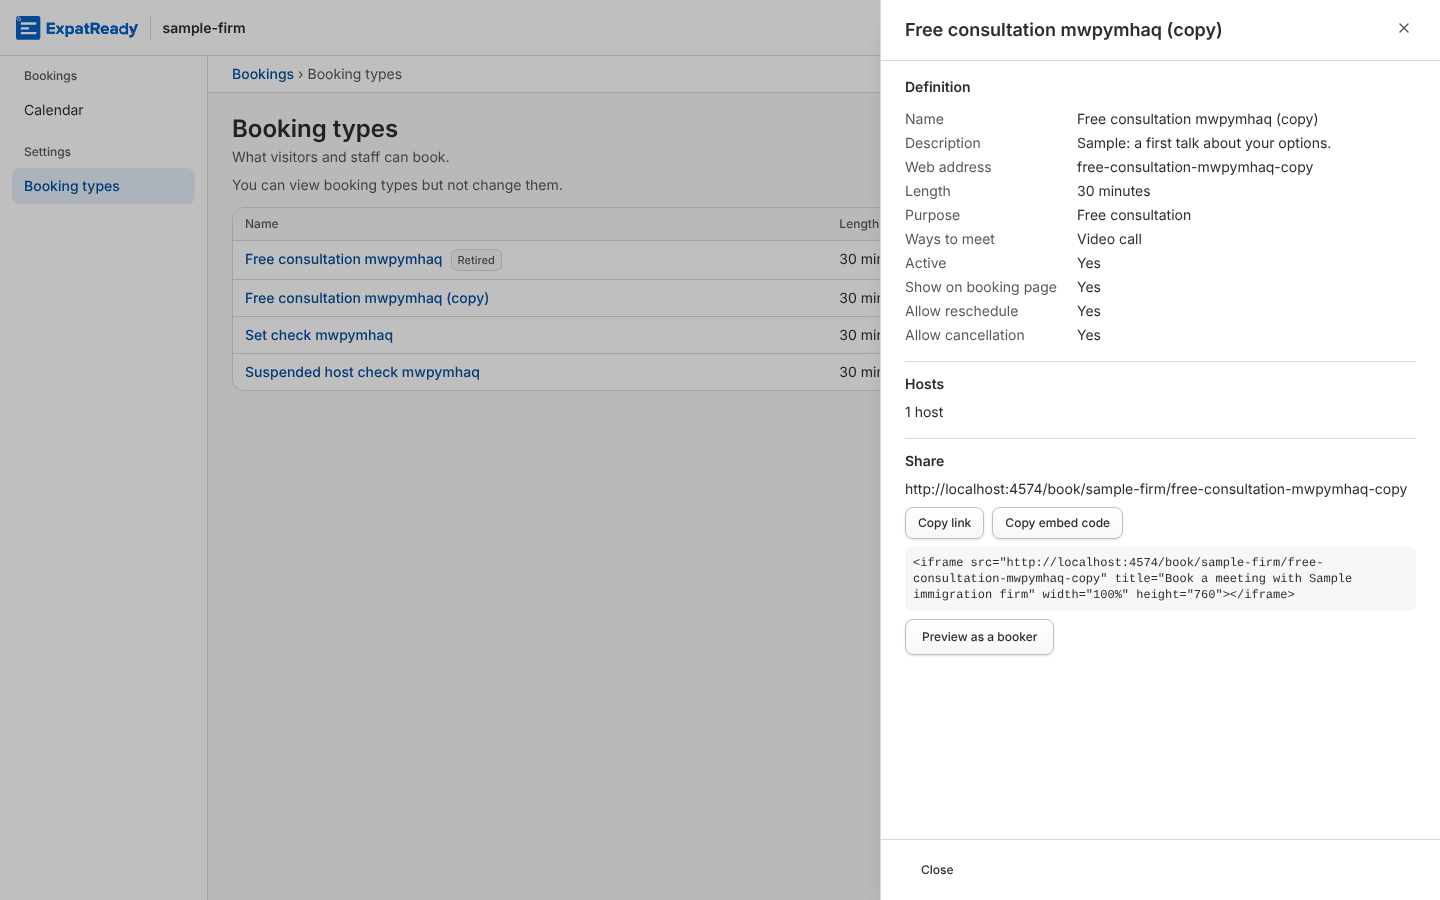 ExpatReady
sample-firm
Bookings
Calendar
Settings
Booking types
Bookings › Booking types
Booking types
What visitors and staff can book.
You can view booking types but not change them.
Name
Length
Free consultation mwpymhaq Retired
30 min
Free consultation mwpymhaq (copy)
30 min
Set check mwpymhaq
30 min
Suspended host check mwpymhaq
30 min
Free consultation mwpymhaq (copy)
Definition
Name Free consultation mwpymhaq (copy)
Description Sample: a first talk about your options.
Web address free-consultation-mwpymhaq-copy
Length 30 minutes
Purpose Free consultation
Ways to meet Video call
Active Yes
Show on booking page Yes
Allow reschedule Yes
Allow cancellation Yes
Hosts
1 host
Share
http://localhost:4574/book/sample-firm/free-consultation-mwpymhaq-copy
Copy link Copy embed code
<iframe src="http://localhost:4574/book/sample-firm/free-
consultation-mwpymhaq-copy" title="Book a meeting with Sample
immigration firm" width="100%" height="760"></iframe>
Preview as a booker
Close